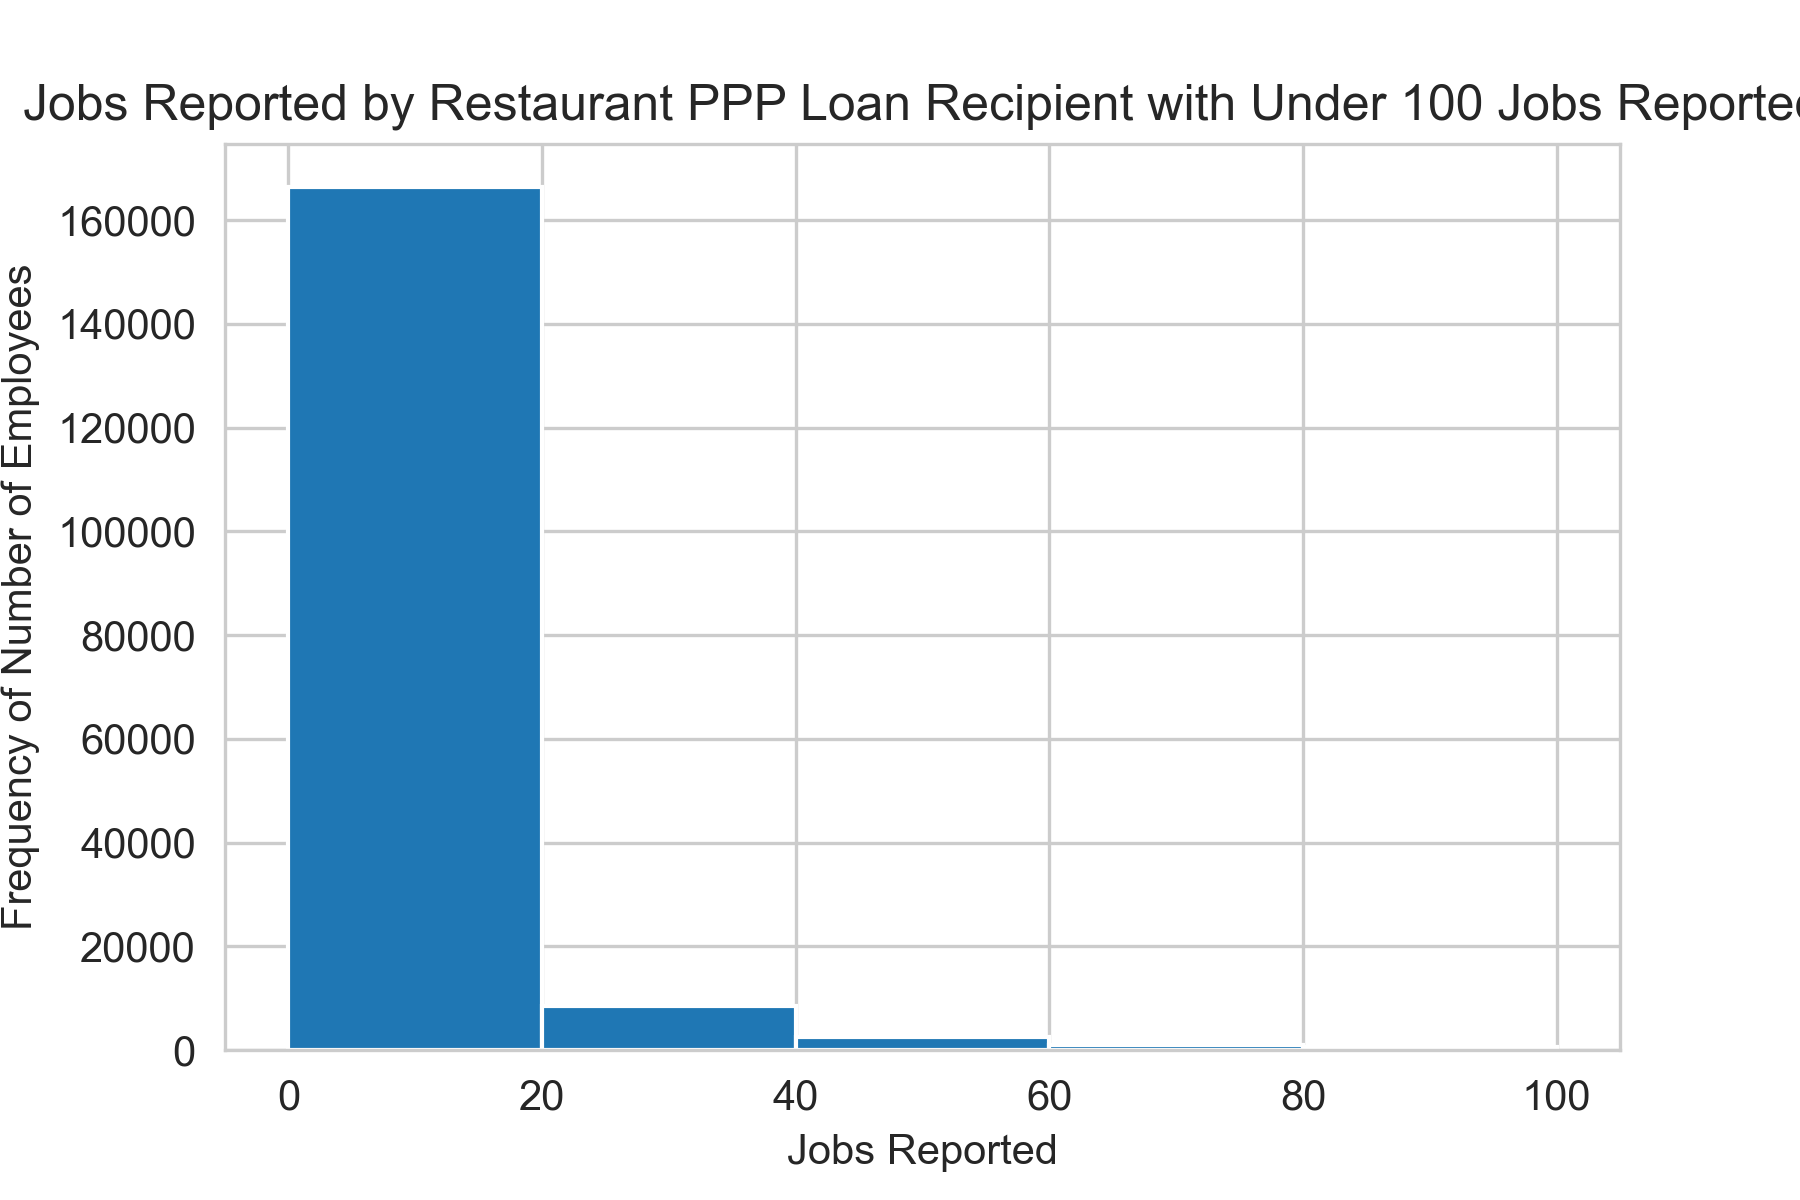 Jobs Reported by Restaurant PPP Loan Recipient with Under 100 Jobs Reporte
Frequency of Number of Employees
160000
140000
120000
100000
80000
60000
40000
20000
0
0 20 40 60 80 100
Jobs Reported